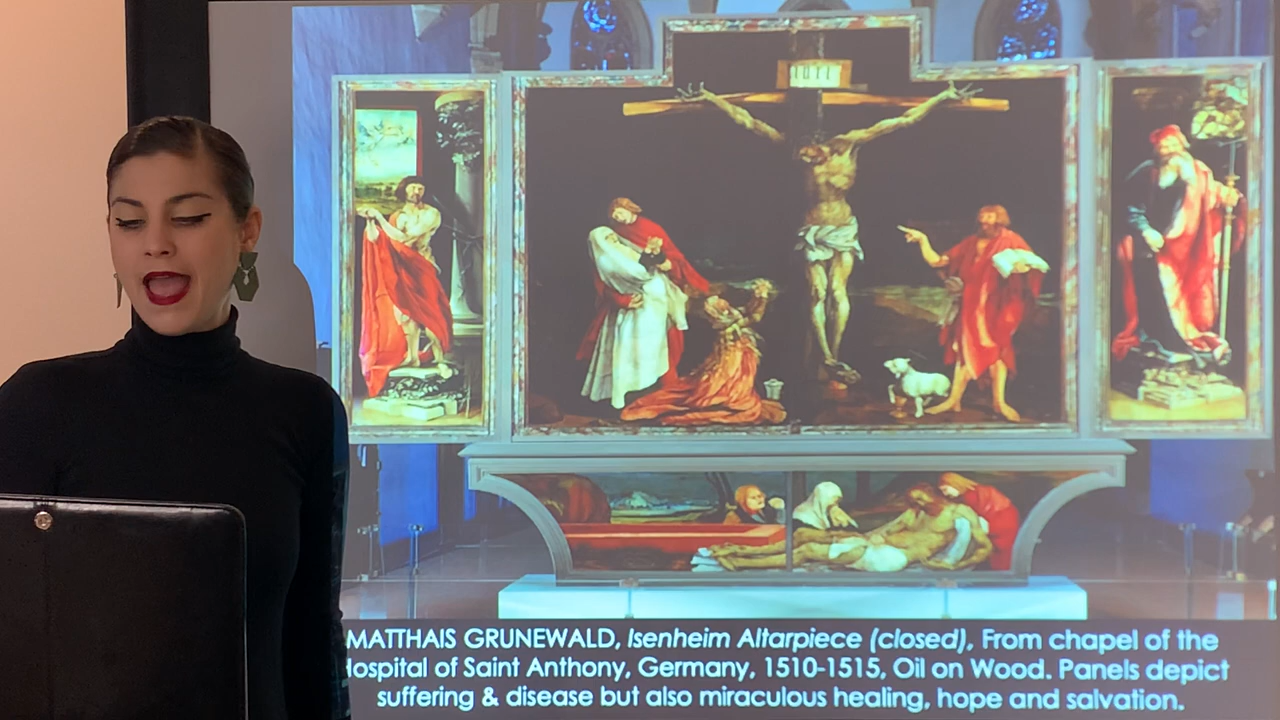 INRI
MATTHAIS GRUNEWALD, Isenheim Altarpiece (closed), From chapel of the
Hospital of Saint Anthony, Germany, 1510-1515, Oil on Wood. Panels depict
suffering & disease but also miraculous healing, hope and salvation.